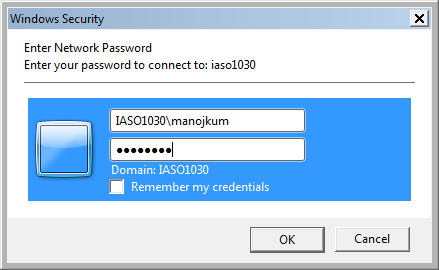 Windows Security
Enter Network Password
Enter your password to connect to: iaso1030
IASO1030\manojkum
••••••••
Domain: IASO1030
Remember my credentials
OK
Cancel